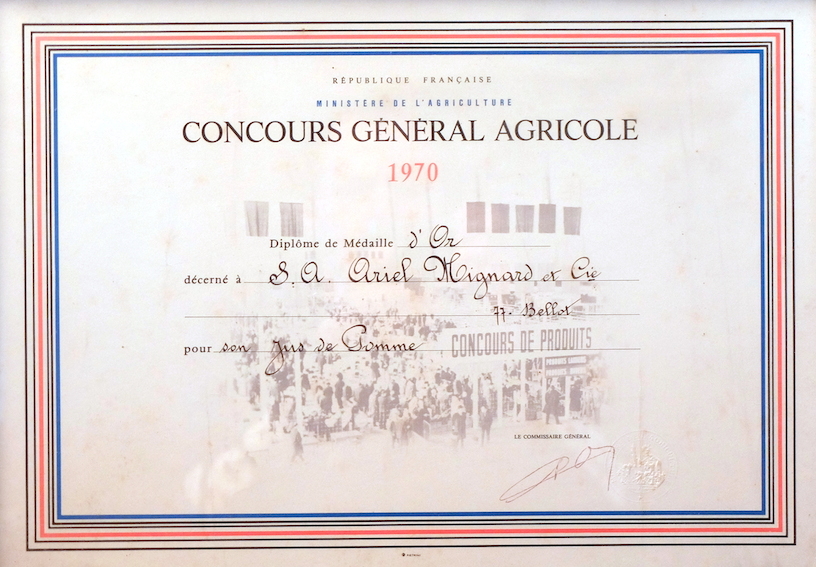 RÉPUBLIQUE FRANÇAISE
MINISTÈRE DE L'AGRICULTURE
CONCOURS GÉNÉRAL AGRICOLE
1970
Diplôme de Médaille d'Or
décerné à S.A. Ariel Mignard et Cie
77. Bellot
pour son Jus de Pomme
CONCOURS DE PRODUITS
LE COMMISSAIRE GÉNÉRAL